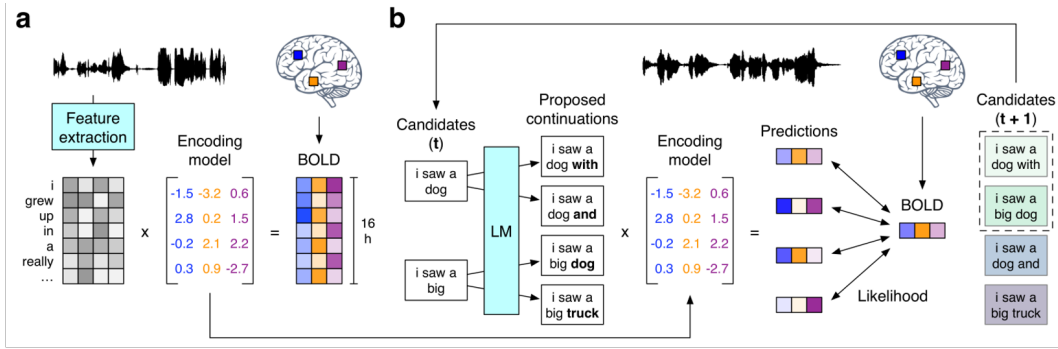 a
Feature
extraction
i
grew
up
in
a
really
...
x
Encoding
model
-1.5 -3.2 0.6
2.8 0.2 1.5
-0.2 2.1 2.2
0.3 0.9 -2.7
=
BOLD
16
h
b
Candidates
(t)
i saw a
dog
i saw a
big
LM
Proposed
continuations
i saw a
dog with
i saw a
dog and
i saw a
big dog
i saw a
big truck
x
Encoding
model
-1.5 -3.2 0.6
2.8 0.2 1.5
-0.2 2.1 2.2
0.3 0.9 -2.7
=
Predictions
BOLD
Likelihood
Candidates
(t + 1)
i saw a
dog with
i saw a
big dog
i saw a
dog and
i saw a
big truck